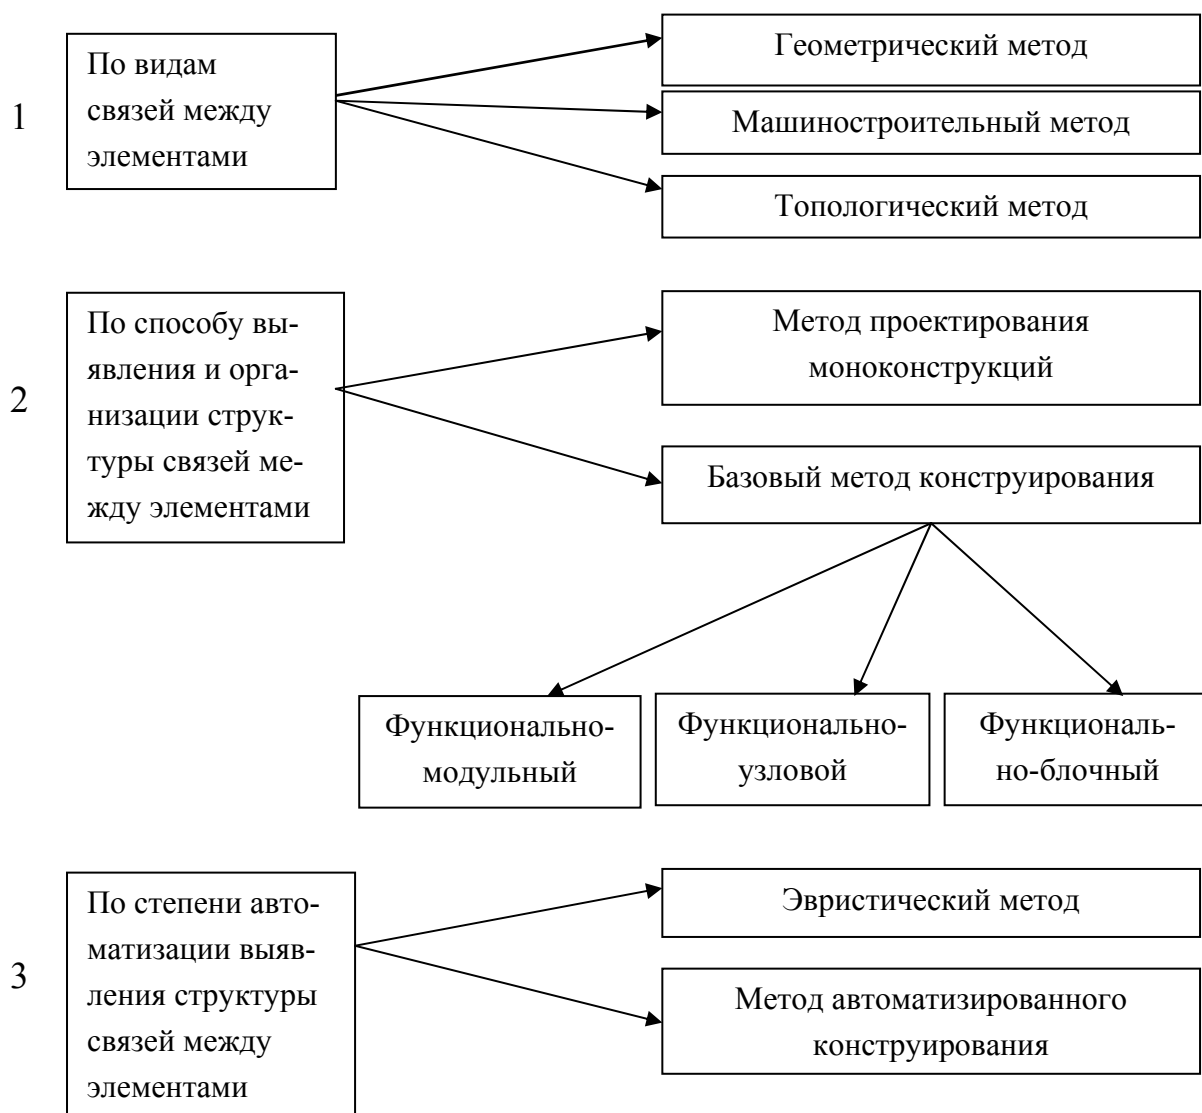 1
По видам
связей между
элементами
Геометрический метод
Машиностроительный метод
Топологический метод
2
По способу вы-
явления и орга-
низации струк-
туры связей ме-
жду элементами
Метод проектирования
моноконструкций
Базовый метод конструирования
Функционально-
модульный
Функционально-
узловой
Функциональ-
но-блочный
3
По степени авто-
матизации выяв-
ления структуры
связей между
элементами
Эвристический метод
Метод автоматизированного
конструирования